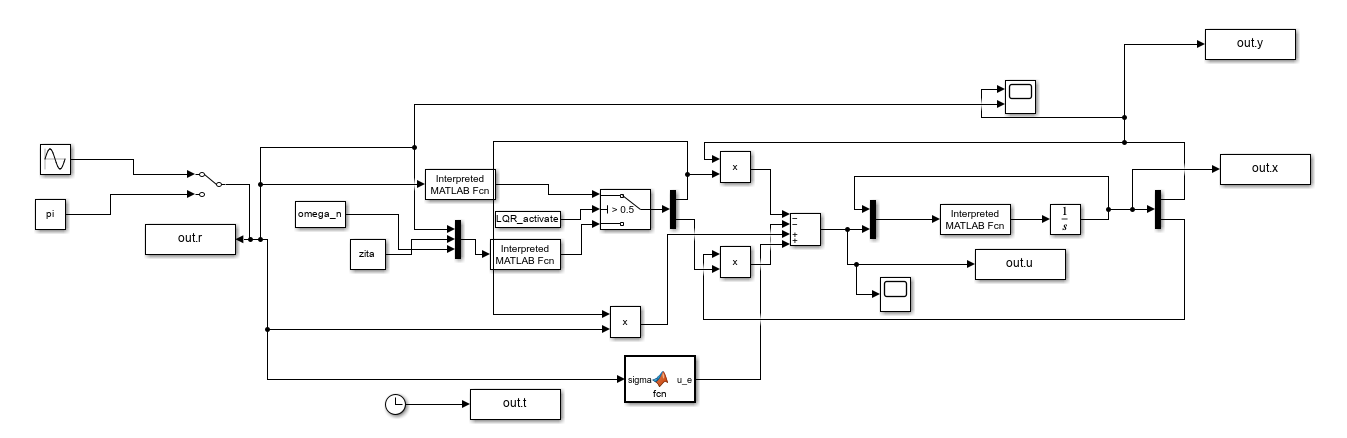 out.y
Interpreted
MATLAB Fcn
x
out.x
pi
omega_n
LQR_activate
> 0.5
−
−
+
+
Interpreted
MATLAB Fcn
1
s
out.r
zita
Interpreted
MATLAB Fcn
x
out.u
x
sigma
u_e
fcn
out.t